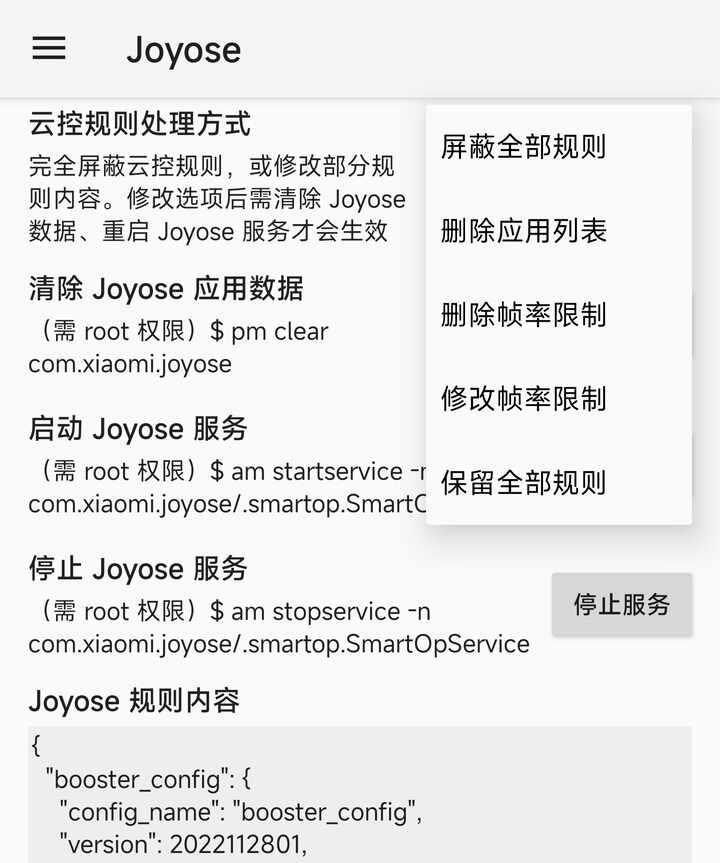 Joyose
云控规则处理方式
完全屏蔽云控规则，或修改部分规
则内容。修改选项后需清除 Joyose
数据、重启 Joyose 服务才会生效
屏蔽全部规则
删除应用列表
删除帧率限制
修改帧率限制
保留全部规则
清除 Joyose 应用数据
（需 root 权限）$ pm clear
com.xiaomi.joyose
启动 Joyose 服务
（需 root 权限）$ am startservice
com.xiaomi.joyose/.smartop.Smart
停止 Joyose 服务
（需 root 权限）$ am stopservice -n
com.xiaomi.joyose/.smartop.SmartOpService
停止服务
Joyose 规则内容
{
"booster_config": {
"config_name": "booster_config",
"version": 2022112801,